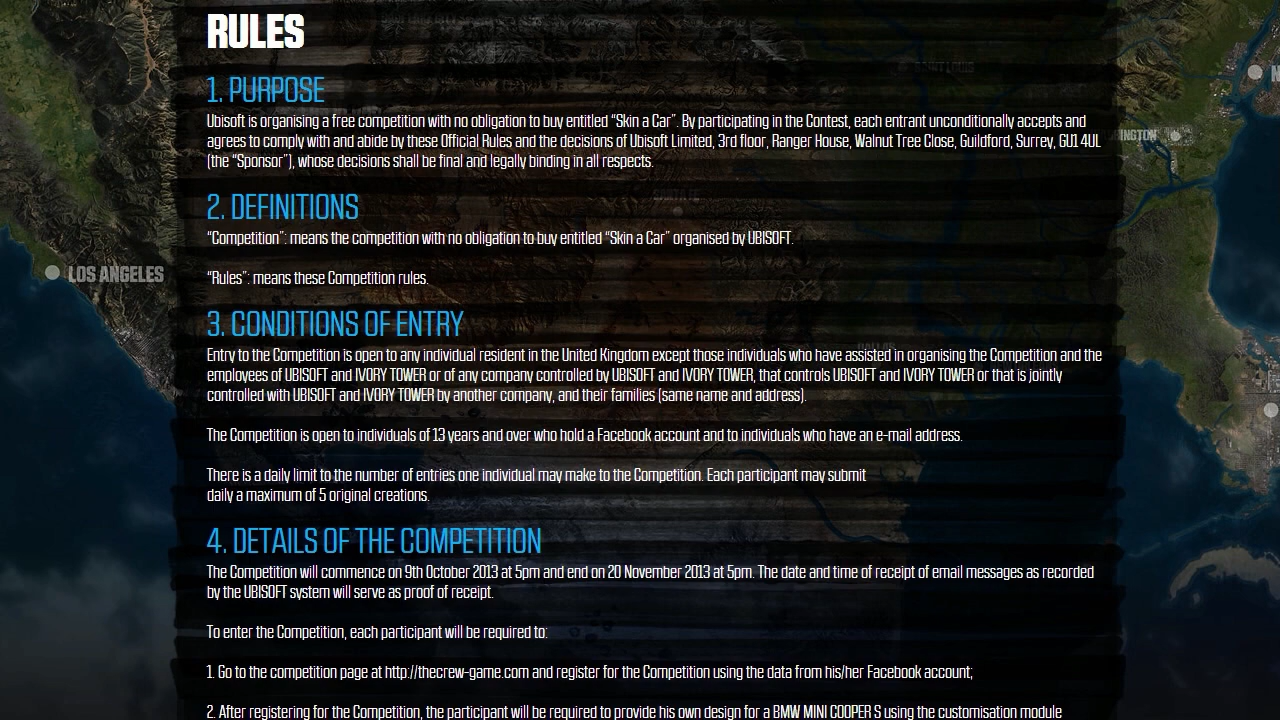 RULES
1. PURPOSE
Ubisoft is organising a free competition with no obligation to buy entitled “Skin a Car”. By participating in the Contest, each entrant unconditionally accepts and
agrees to comply with and abide by these Official Rules and the decisions of Ubisoft Limited, 3rd floor, Ranger House, Walnut Tree Close, Guildford, Surrey, GU1 4UL
(the “Sponsor”), whose decisions shall be final and legally binding in all respects.
SANTA FE
2. DEFINITIONS
“Competition”: means the competition with no obligation to buy entitled “Skin a Car” organised by UBISOFT.
LOS ANGELES
“Rules”: means these Competition rules.
3. CONDITIONS OF ENTRY
DALLAS
Entry to the Competition is open to any individual resident in the United Kingdom except those individuals who have assisted in organising the Competition and the
employees of UBISOFT and IVORY TOWER or of any company controlled by UBISOFT and IVORY TOWER, that controls UBISOFT and IVORY TOWER or that is jointly
controlled with UBISOFT and IVORY TOWER by another company, and their families (same name and address).
The Competition is open to individuals of 13 years and over who hold a Facebook account and to individuals who have an e-mail address.
There is a daily limit to the number of entries one individual may make to the Competition. Each participant may submit
daily a maximum of 5 original creations.
4. DETAILS OF THE COMPETITION
The Competition will commence on 9th October 2013 at 5pm and end on 20 November 2013 at 5pm. The date and time of receipt of email messages as recorded
by the UBISOFT system will serve as proof of receipt.
To enter the Competition, each participant will be required to:
1. Go to the competition page at http://thecrew-game.com and register for the Competition using the data from his/her Facebook account;
2. After registering for the Competition, the participant will be required to provide his own design for a BMW MINI COOPER S using the customisation module